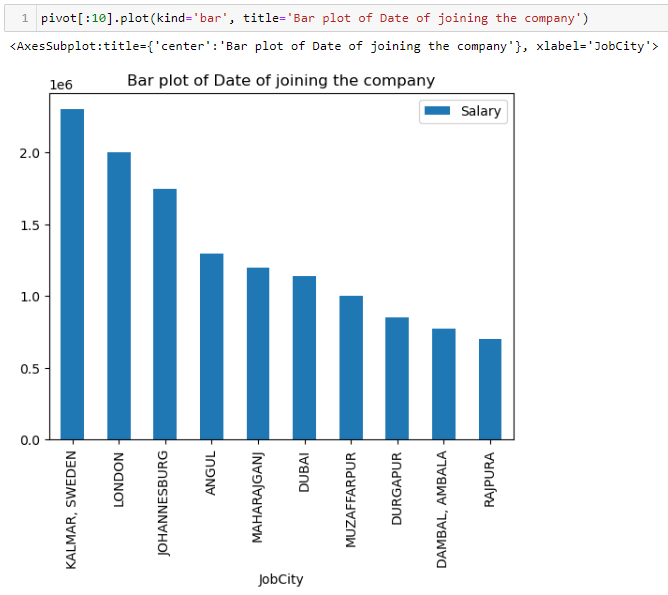 1 pivot[:10].plot(kind='bar', title='Bar plot of Date of joining the company')
<AxesSubplot:title={'center':'Bar plot of Date of joining the company'}, xlabel='JobCity'>
Bar plot of Date of joining the company
1e6
Salary
2.0
1.5
1.0
0.5
0.0
KALMAR, SWEDEN
LONDON
JOHANNESBURG
ANGUL
MAHARAJGANJ
DUBAI
MUZAFFARPUR
DURGAPUR
DAMBAL, AMBALA
RAJPURA
JobCity